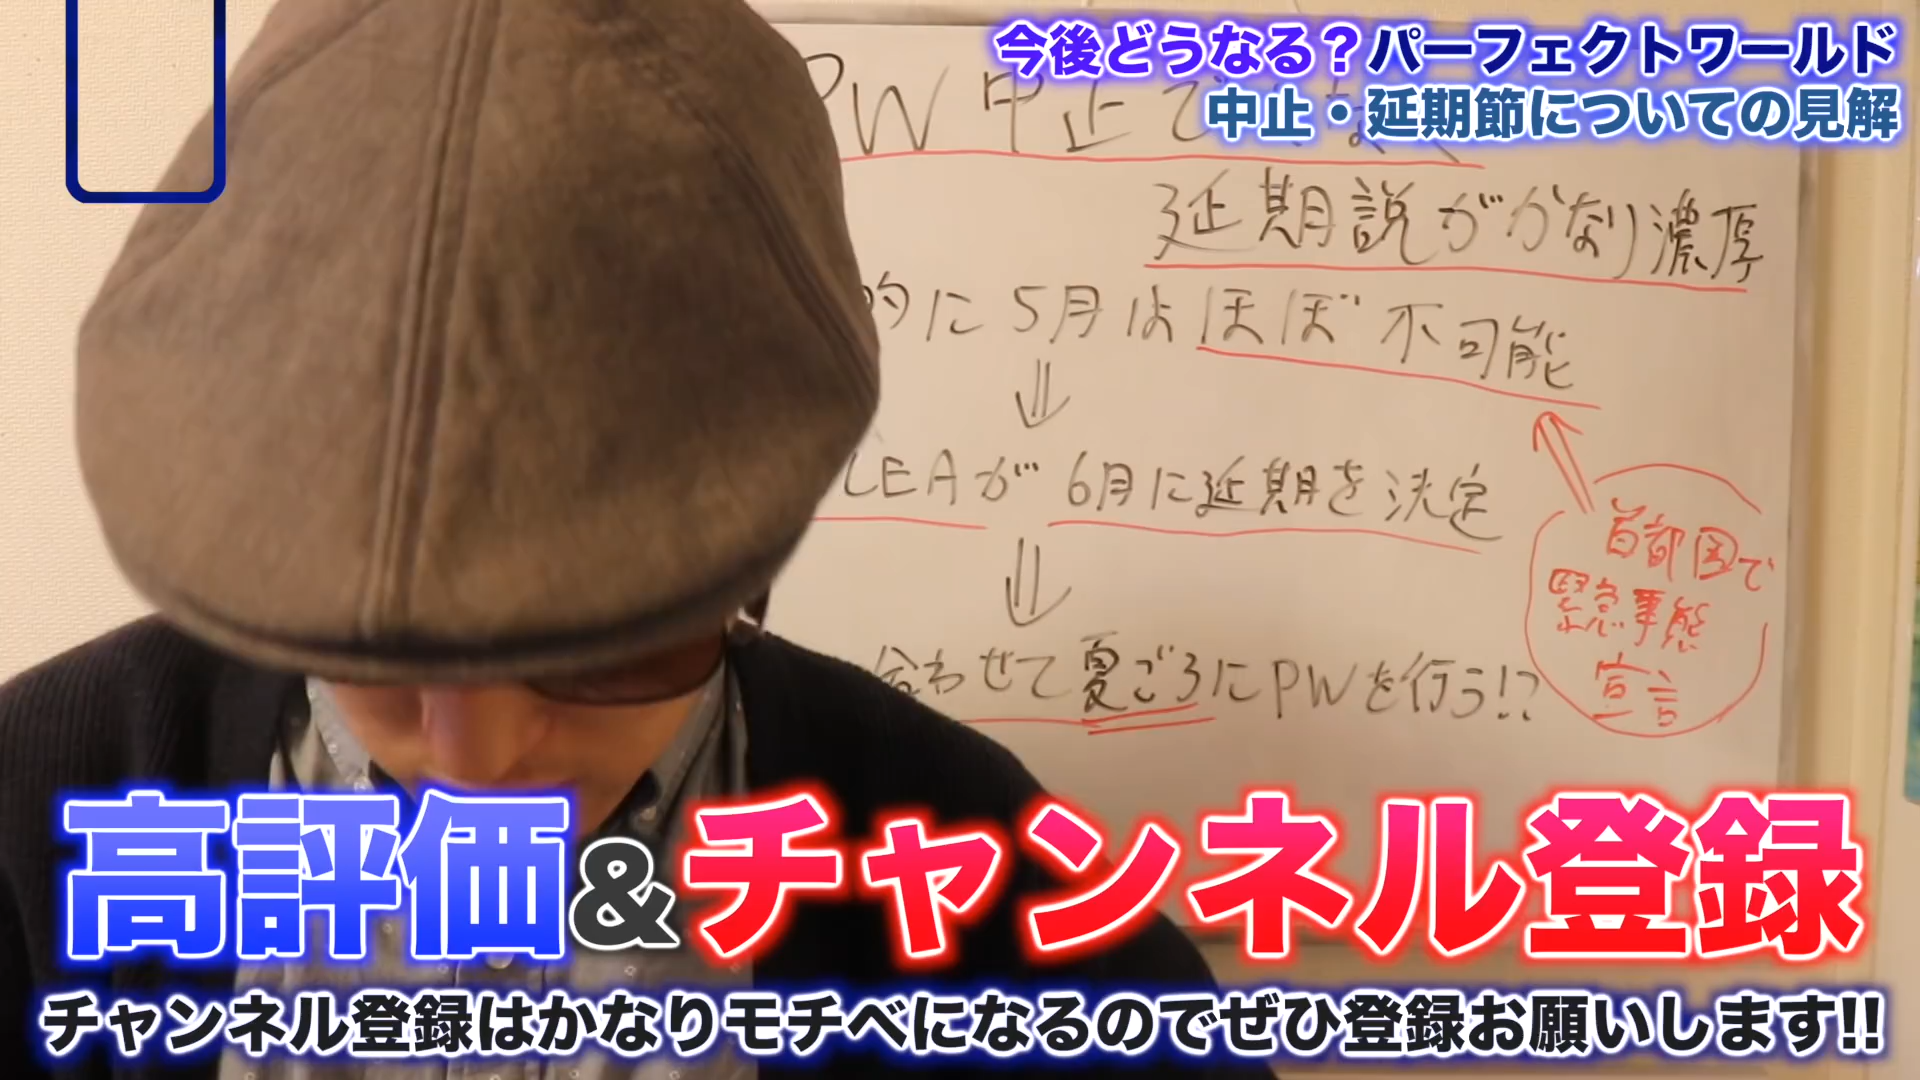 今後どうなる？パーフェクトワールド
中止・延期節についての見解
PW中止で
延期説がかなり濃厚
的に5月はほぼ不可能
⇓
LEAが6月に延期を決定
⇓
合わせて夏ごろにPWを行う!?
首都圏で
緊急事態
宣言
高評価&チャンネル登録
チャンネル登録はかなりモチベになるのでぜひ登録お願いします!!